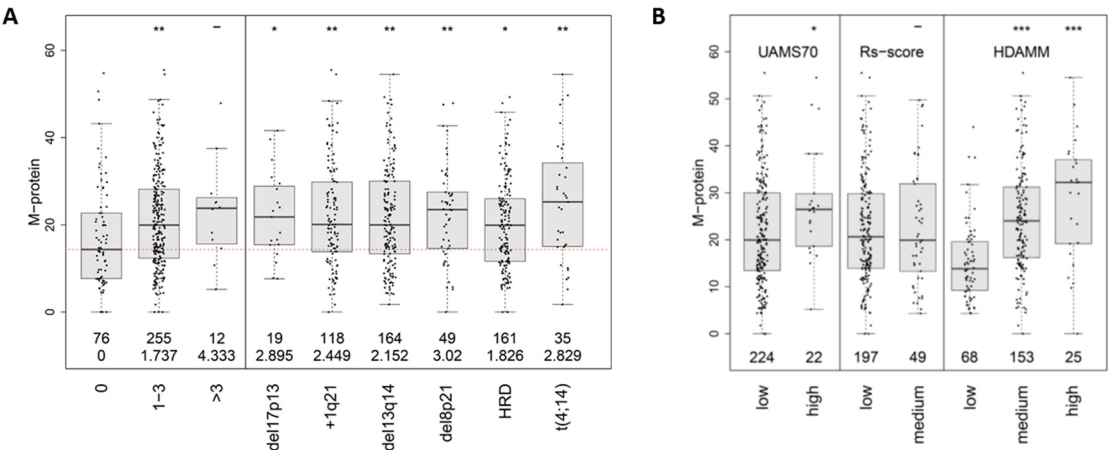 A
** – * ** ** ** * **
M−protein
60
40
20
0
76 255 12 19 118 164 49 161 35
0 1.737 4.333 2.895 2.449 2.152 3.02 1.826 2.829
0 1−3 >3 del17p13 +1q21 del13q14 del8p21 HRD t(4;14)
B
* – *** ***
UAMS70 Rs−score HDAMM
M−protein
60
50
40
30
20
10
0
224 22 197 49 68 153 25
low high low medium low medium high